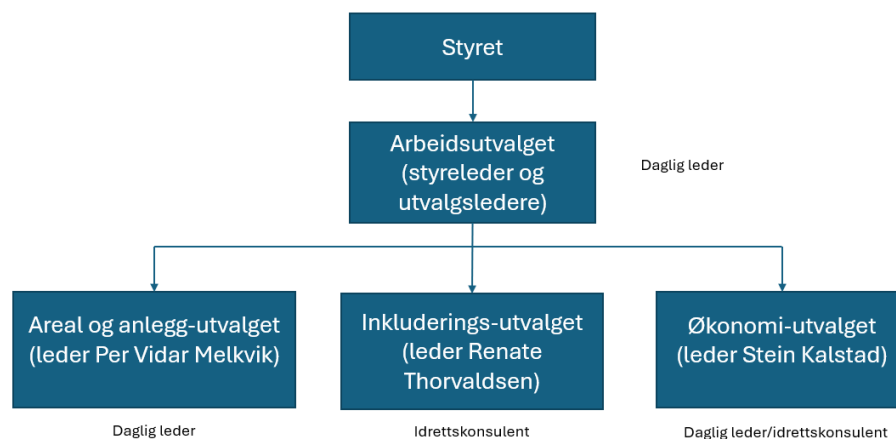 Styret
Arbeidsutvalget
(styreleder og
utvalgsledere)
Daglig leder
Areal og anlegg-utvalget
(leder Per Vidar Melkvik)
Inkluderings-utvalget
(leder Renate
Thorvaldsen)
Økonomi-utvalget
(leder Stein Kalstad)
Daglig leder
Idrettskonsulent
Daglig leder/idrettskonsulent